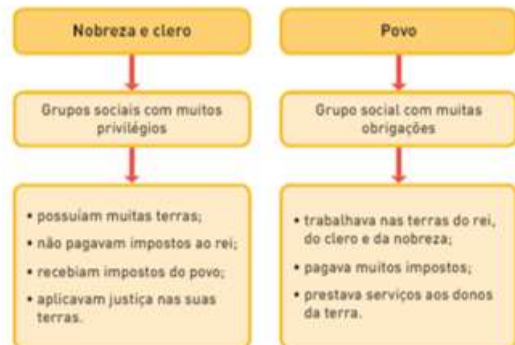 Nobreza e clero
Grupos sociais com muitos
privilégios
• possuíam muitas terras;
• não pagavam impostos ao rei;
• recebiam impostos do povo;
• aplicavam justiça nas suas
terras.
Povo
Grupo social com muitas
obrigações
• trabalhava nas terras do rei,
do clero e da nobreza;
• pagava muitos impostos;
• prestava serviços aos donos
da terra.